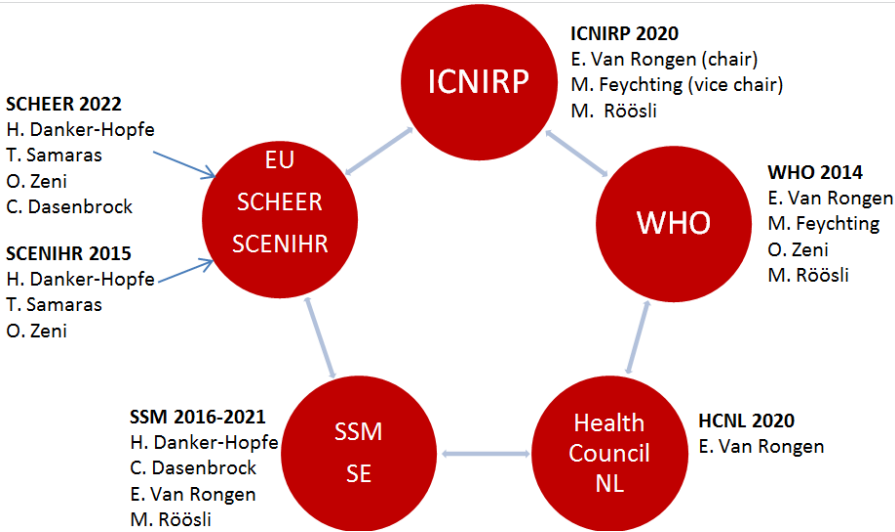 ICNIRP
ICNIRP 2020
E. Van Rongen (chair)
M. Feychting (vice chair)
M. Röösli
SCHEER 2022
H. Danker-Hopfe
T. Samaras
O. Zeni
C. Dasenbrock
SCENIHR 2015
H. Danker-Hopfe
T. Samaras
O. Zeni
EU
SCHEER
SCENIHR
WHO
WHO 2014
E. Van Rongen
M. Feychting
O. Zeni
M. Röösli
SSM 2016-2021
H. Danker-Hopfe
C. Dasenbrock
E. Van Rongen
M. Röösli
SSM
SE
Health
Council
NL
HCNL 2020
E. Van Rongen